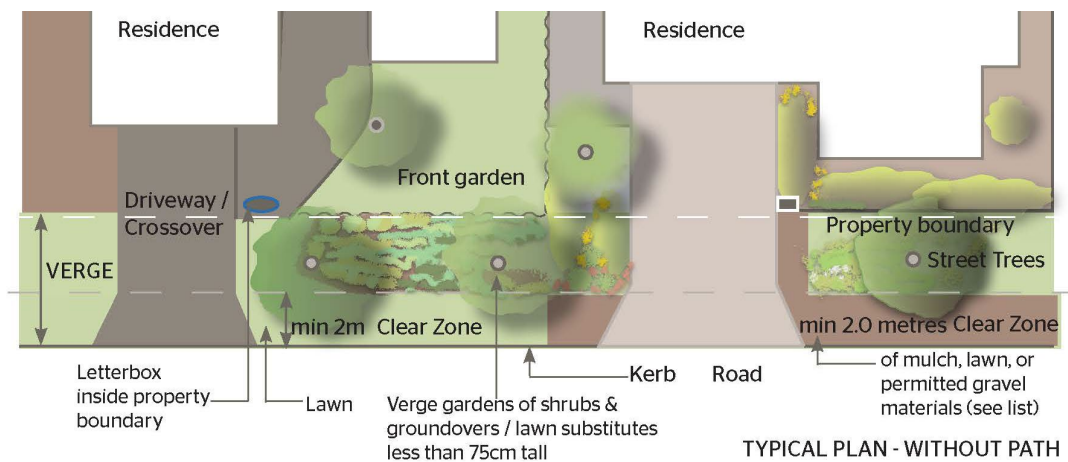 Residence
Residence
Front garden
Driveway /
Crossover
Property boundary
VERGE
Street Trees
min 2m Clear Zone
min 2.0 metres Clear Zone
Letterbox
inside property
boundary
Lawn
Verge gardens of shrubs &
groundovers / lawn substitutes
less than 75cm tall
Kerb
Road
of mulch, lawn, or
permitted gravel
materials (see list)
TYPICAL PLAN - WITHOUT PATH